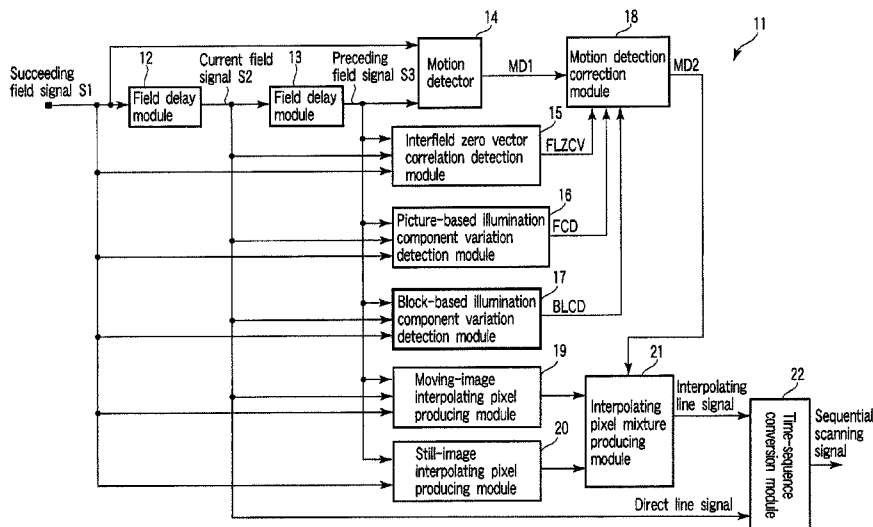 14
18
11
12
Current field
signal S2
13
Preceding
field signal S3
Motion
detector
MD1
Motion detection
correction
module
MD2
Succeeding
field signal S1
Field delay
module
Field delay
module
15
Interfield zero vector
correlation detection
module
FLZCV
16
Picture-based illumination
component variation
detection module
FCD
17
Block-based illumination
component variation
detection module
BLCD
19
Moving-image
interpolating pixel
producing module
21
Interpolating
pixel mixture
producing
module
Interpolating
line signal
22
Time-sequence
conversion module
Sequential
scanning
signal
20
Still-image
interpolating pixel
producing module
Direct line signal